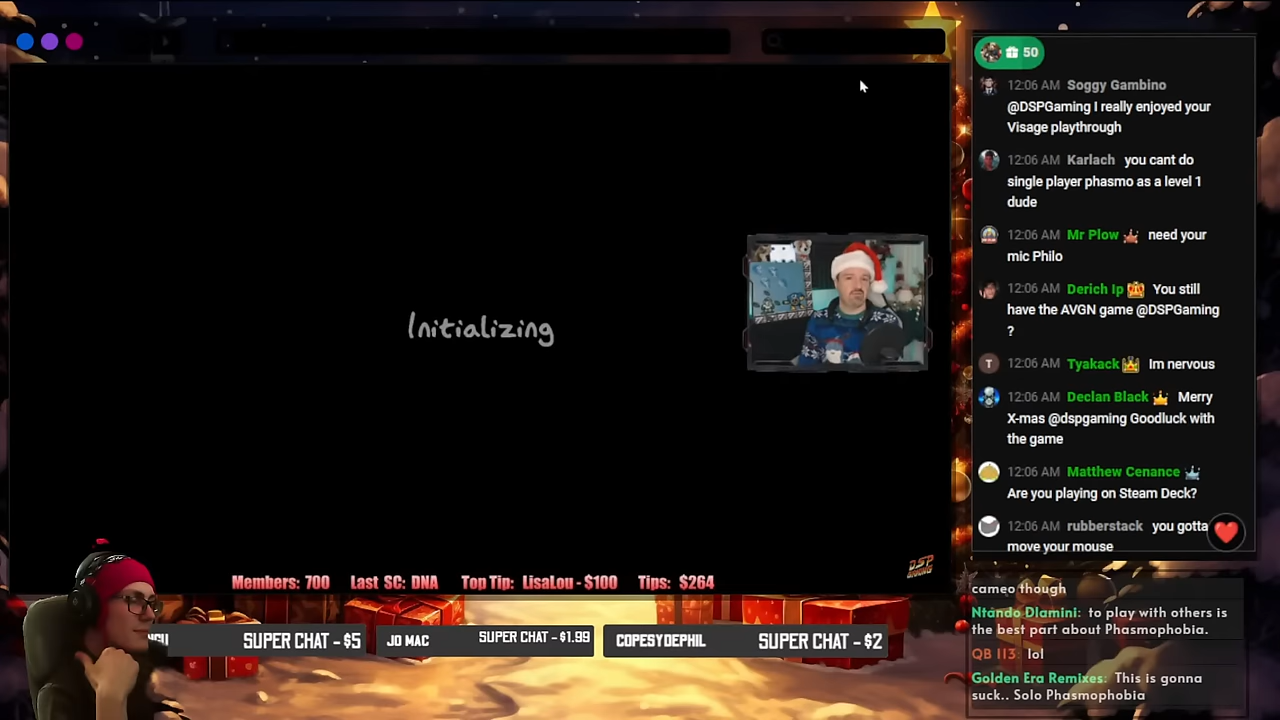 50
12:06 AM Soggy Gambino
@DSPGaming I really enjoyed your
Visage playthrough
12:06 AM Karlach you cant do
single player phasmo as a level 1
dude
12:06 AM Mr Plow need your
mic Philo
12:06 AM Derich Ip You still
have the AVGN game @DSPGaming
?
T
12:06 AM Tyakack Im nervous
12:06 AM Declan Black Merry
X-mas @dspgaming Goodluck with
the game
12:06 AM Matthew Cenance
Are you playing on Steam Deck?
12:06 AM rubberstack you gotta
move your mouse
Initializing
DSP
GAMING
Members: 700 Last SC: DNA Top Tip: LisaLou - $100 Tips: $264
SUPER CHAT - $5
JD MAC SUPER CHAT - $1.99
COPESYDEPHIL SUPER CHAT - $2
cameo though
Ntando Dlamini: to play with others is
the best part about Phasmophobia.
QB 113: lol
Golden Era Remixes: This is gonna
suck.. Solo Phasmophobia